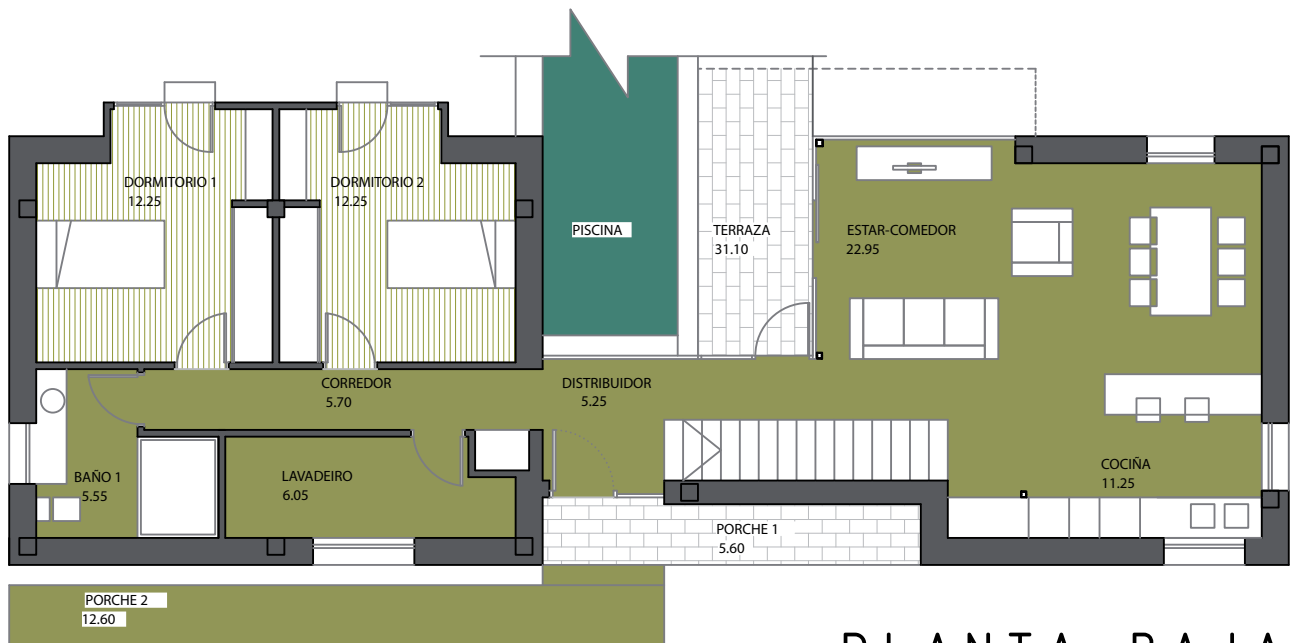 DORMITORIO 1
12.25
DORMITORIO 2
12.25
PISCINA
TERRAZA
31.10
ESTAR-COMEDOR
22.95
CORREDOR
5.70
DISTRIBUIDOR
5.25
BAÑO 1
5.55
LAVADEIRO
6.05
COCIÑA
11.25
PORCHE 1
5.60
PORCHE 2
12.60
PLANTA BAJA